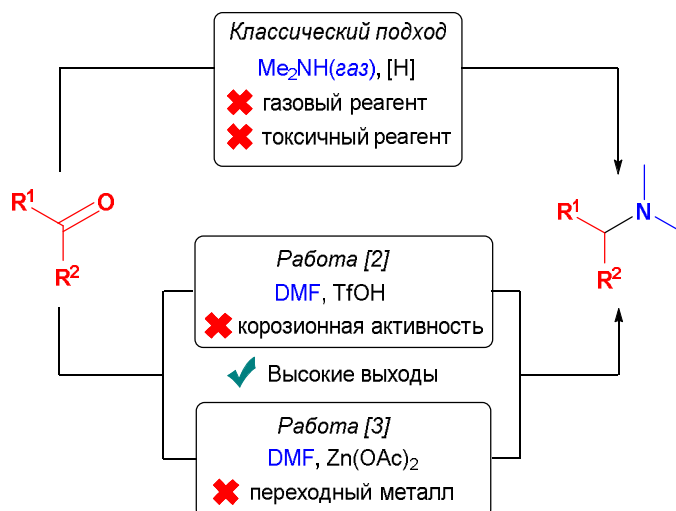 Классический подход
Me₂NH(газ), [H]
газовый реагент
токсичный реагент
R¹
O
R²
R¹
N
R²
Работа [2]
DMF, TfOH
корозионная активность
Высокие выходы
Работа [3]
DMF, Zn(OAc)₂
переходный металл